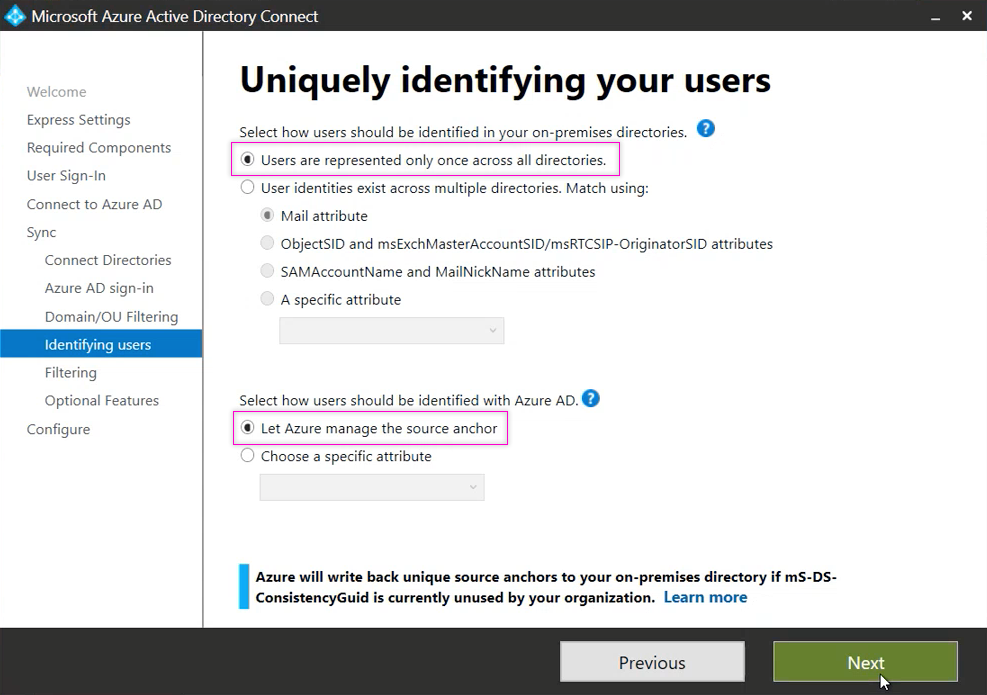 Microsoft Azure Active Directory Connect
Welcome
Express Settings
Required Components
User Sign-In
Connect to Azure AD
Sync
Connect Directories
Azure AD sign-in
Domain/OU Filtering
Identifying users
Filtering
Optional Features
Configure
Uniquely identifying your users
Select how users should be identified in your on-premises directories. ?
Users are represented only once across all directories.
User identities exist across multiple directories. Match using:
Mail attribute
ObjectSID and msExchMasterAccountSID/msRTCSIP-OriginatorSID attributes
SAMAccountName and MailNickName attributes
A specific attribute
Select how users should be identified with Azure AD. ?
Let Azure manage the source anchor
Choose a specific attribute
Azure will write back unique source anchors to your on-premises directory if mS-DS-
ConsistencyGuid is currently unused by your organization. Learn more
Previous
Next